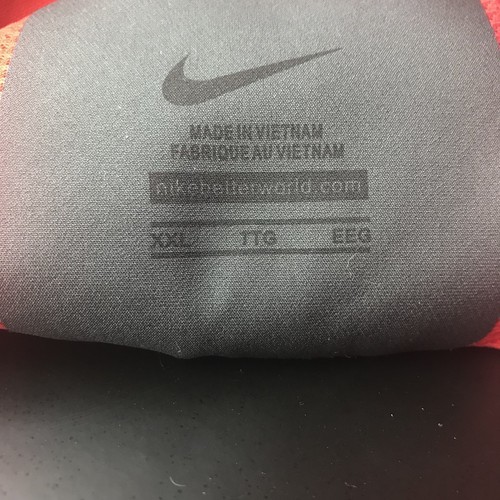 MADE IN VIETNAM
FABRIQUE AU VIETNAM
nikebetterworld.com
XXL TTG EEG